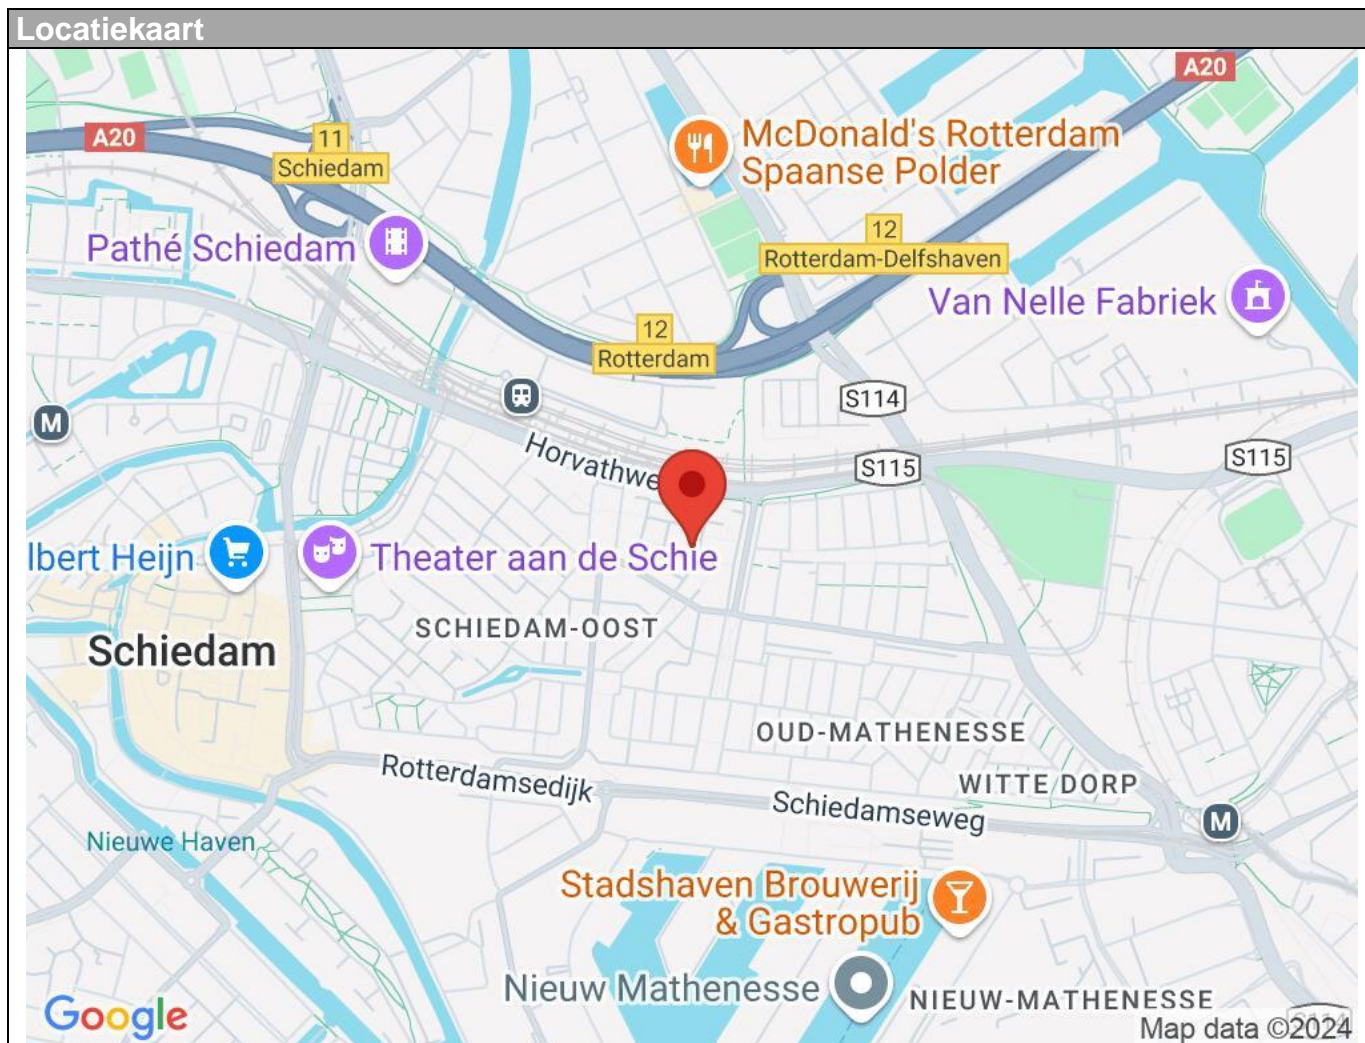 Locatiekaart
A20
A20
11
Schiedam
McDonald's Rotterdam
Spaanse Polder
Pathé Schiedam
12
Rotterdam-Delfshaven
Van Nelle Fabriek
12
Rotterdam
S114
M
Horvathwe
S115
S115
lbert Heijn
Theater aan de Schie
SCHIEDAM-OOST
Schiedam
OUD-MATHENESSE
Rotterdamsedijk
WITTE DORP
Schiedamseweg
M
Nieuwe Haven
Stadshaven Brouwerij
& Gastropub
Nieuw Mathenesse
NIEUW-MATHENESSE
Google
Map data ©2024